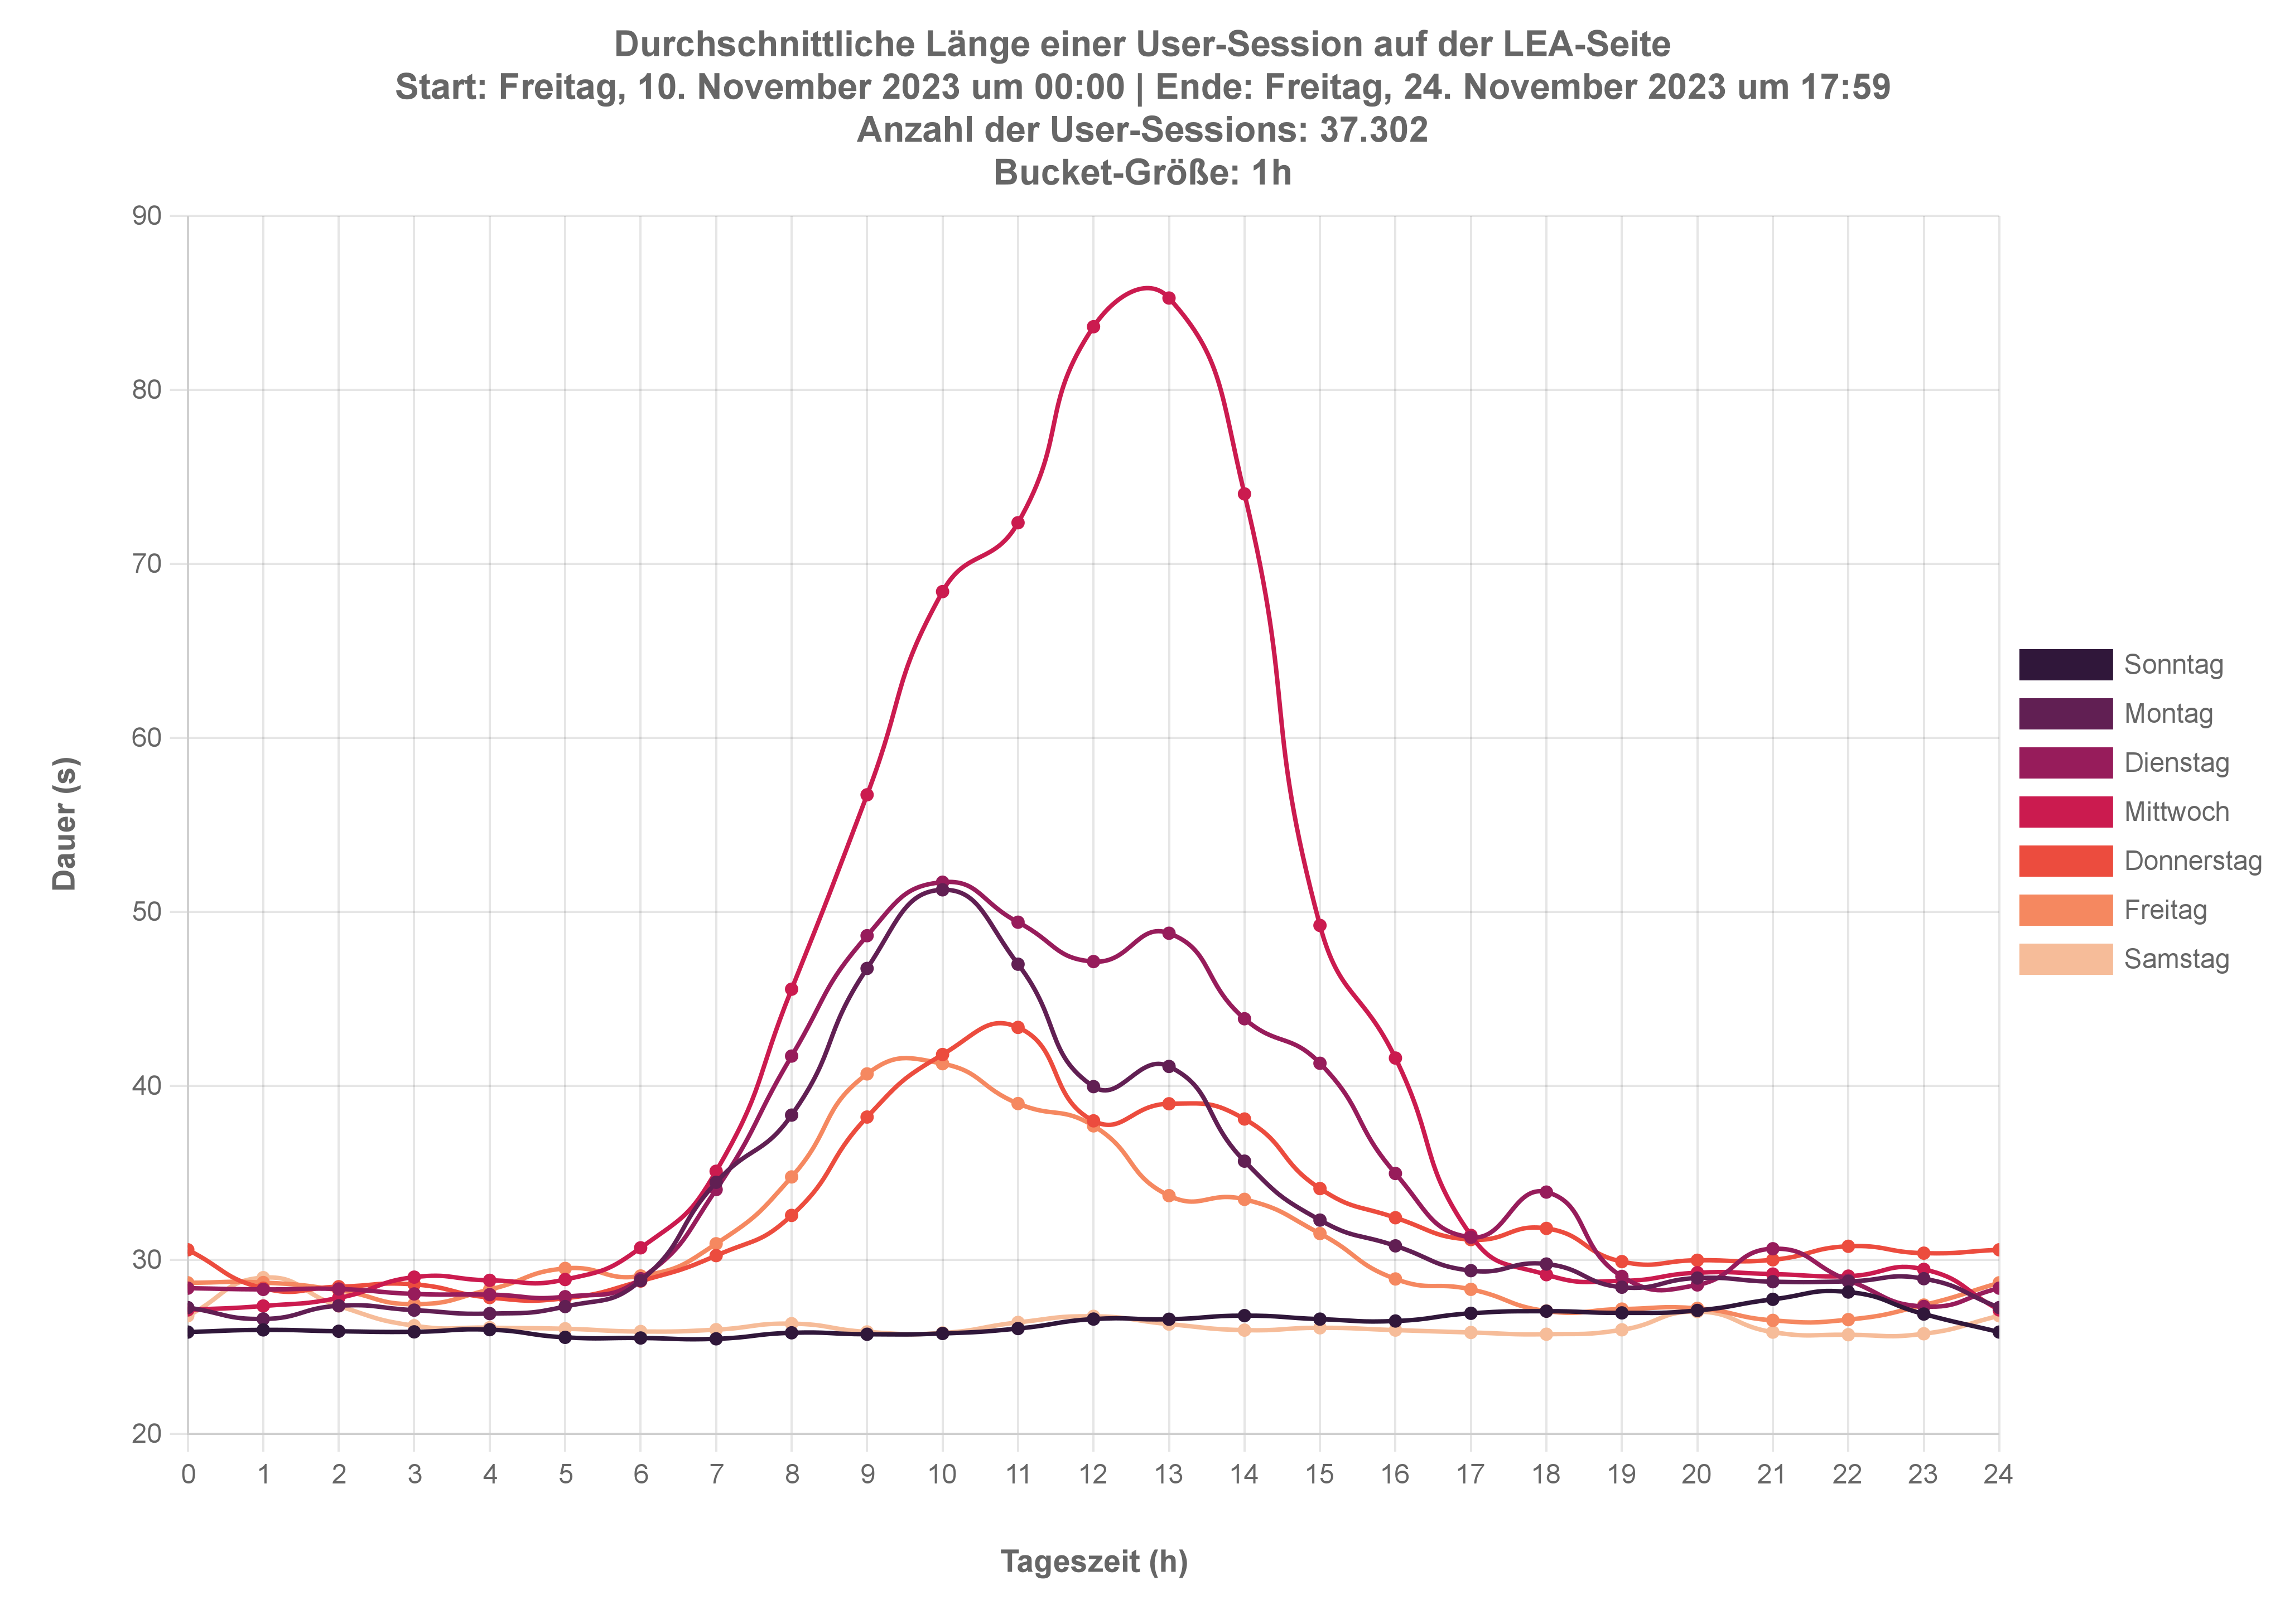 Durchschnittliche Länge einer User-Session auf der LEA-Seite
Start: Freitag, 10. November 2023 um 00:00 | Ende: Freitag, 24. November 2023 um 17:59
Anzahl der User-Sessions: 37.302
Bucket-Größe: 1h
90
80
70
60
50
40
30
20
Dauer (s)
0 1 2 3 4 5 6 7 8 9 10 11 12 13 14 15 16 17 18 19 20 21 22 23 24
Tageszeit (h)
Sonntag
Montag
Dienstag
Mittwoch
Donnerstag
Freitag
Samstag